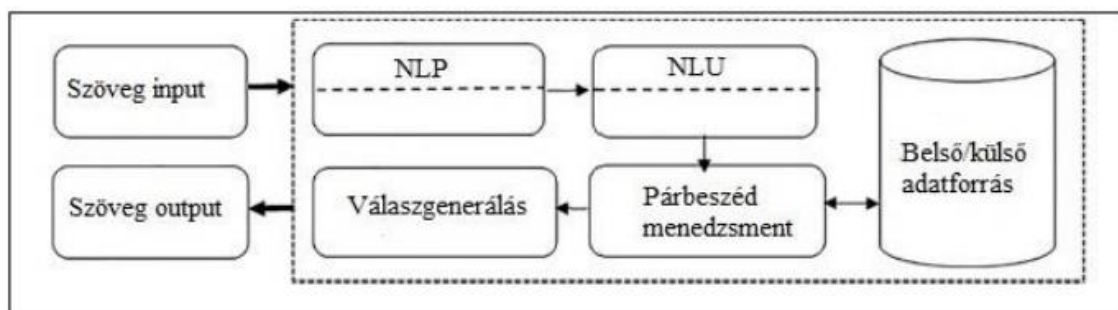 Szöveg input
NLP
NLU
Belső/külső
adatforrás
Szöveg output
Válaszgenerálás
Párbeszéd
menedzsment